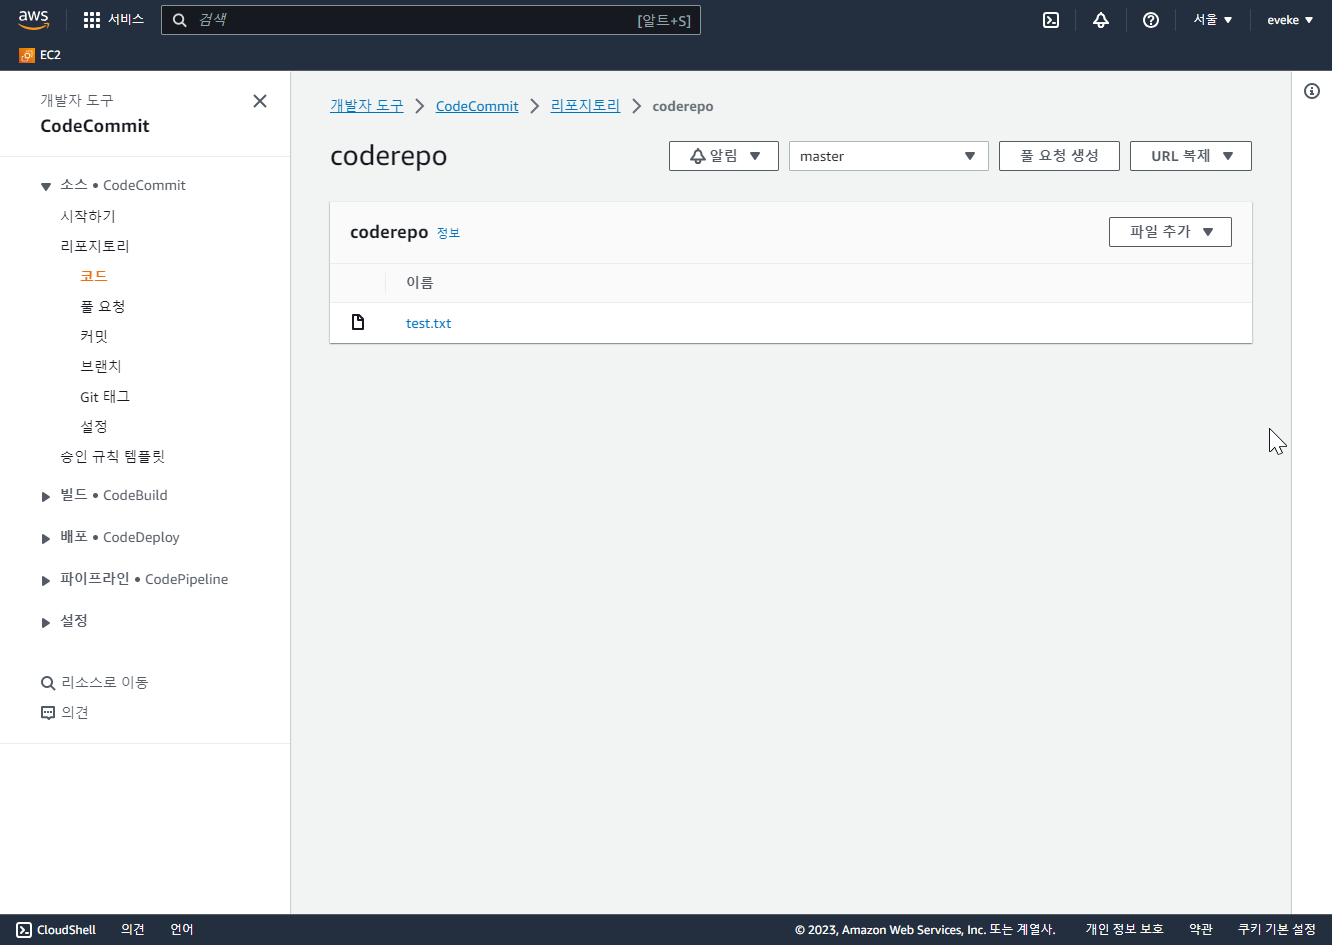 aws 서비스 검색 [알트+S] 서울 eveke
EC2
개발자 도구
CodeCommit
소스 • CodeCommit
시작하기
리포지토리
코드
풀 요청
커밋
브랜치
Git 태그
설정
승인 규칙 템플릿
빌드 • CodeBuild
배포 • CodeDeploy
파이프라인 • CodePipeline
설정
리소스로 이동
의견
개발자 도구 CodeCommit 리포지토리 coderepo
coderepo 알림 master 풀 요청 생성 URL 복제
coderepo 정보 파일 추가
이름
test.txt
CloudShell 의견 언어 © 2023, Amazon Web Services, Inc. 또는 계열사. 개인 정보 보호 약관 쿠키 기본 설정